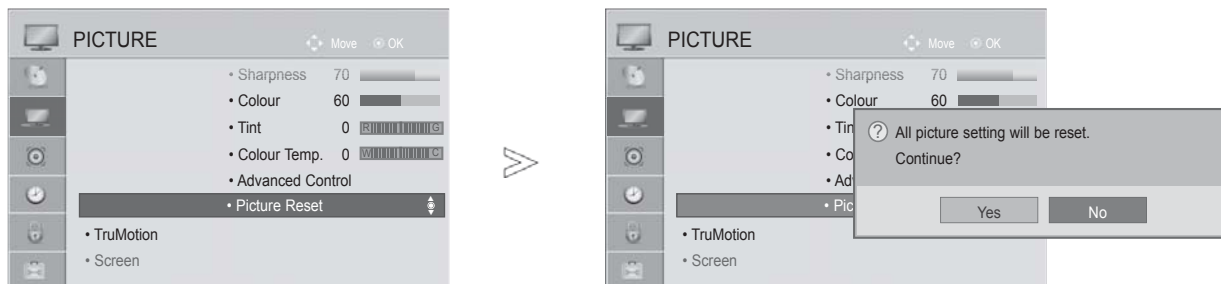 PICTURE
Move OK
• Sharpness 70
• Colour 60
• Tint 0 R G
• Colour Temp. 0 W C
• Advanced Control
• Picture Reset
• TruMotion
• Screen
PICTURE
Move OK
• Sharpness 70
• Colour 60
• Tin
• Co
• Ad
• Pic
• TruMotion
• Screen
? All picture setting will be reset.
Continue?
Yes No